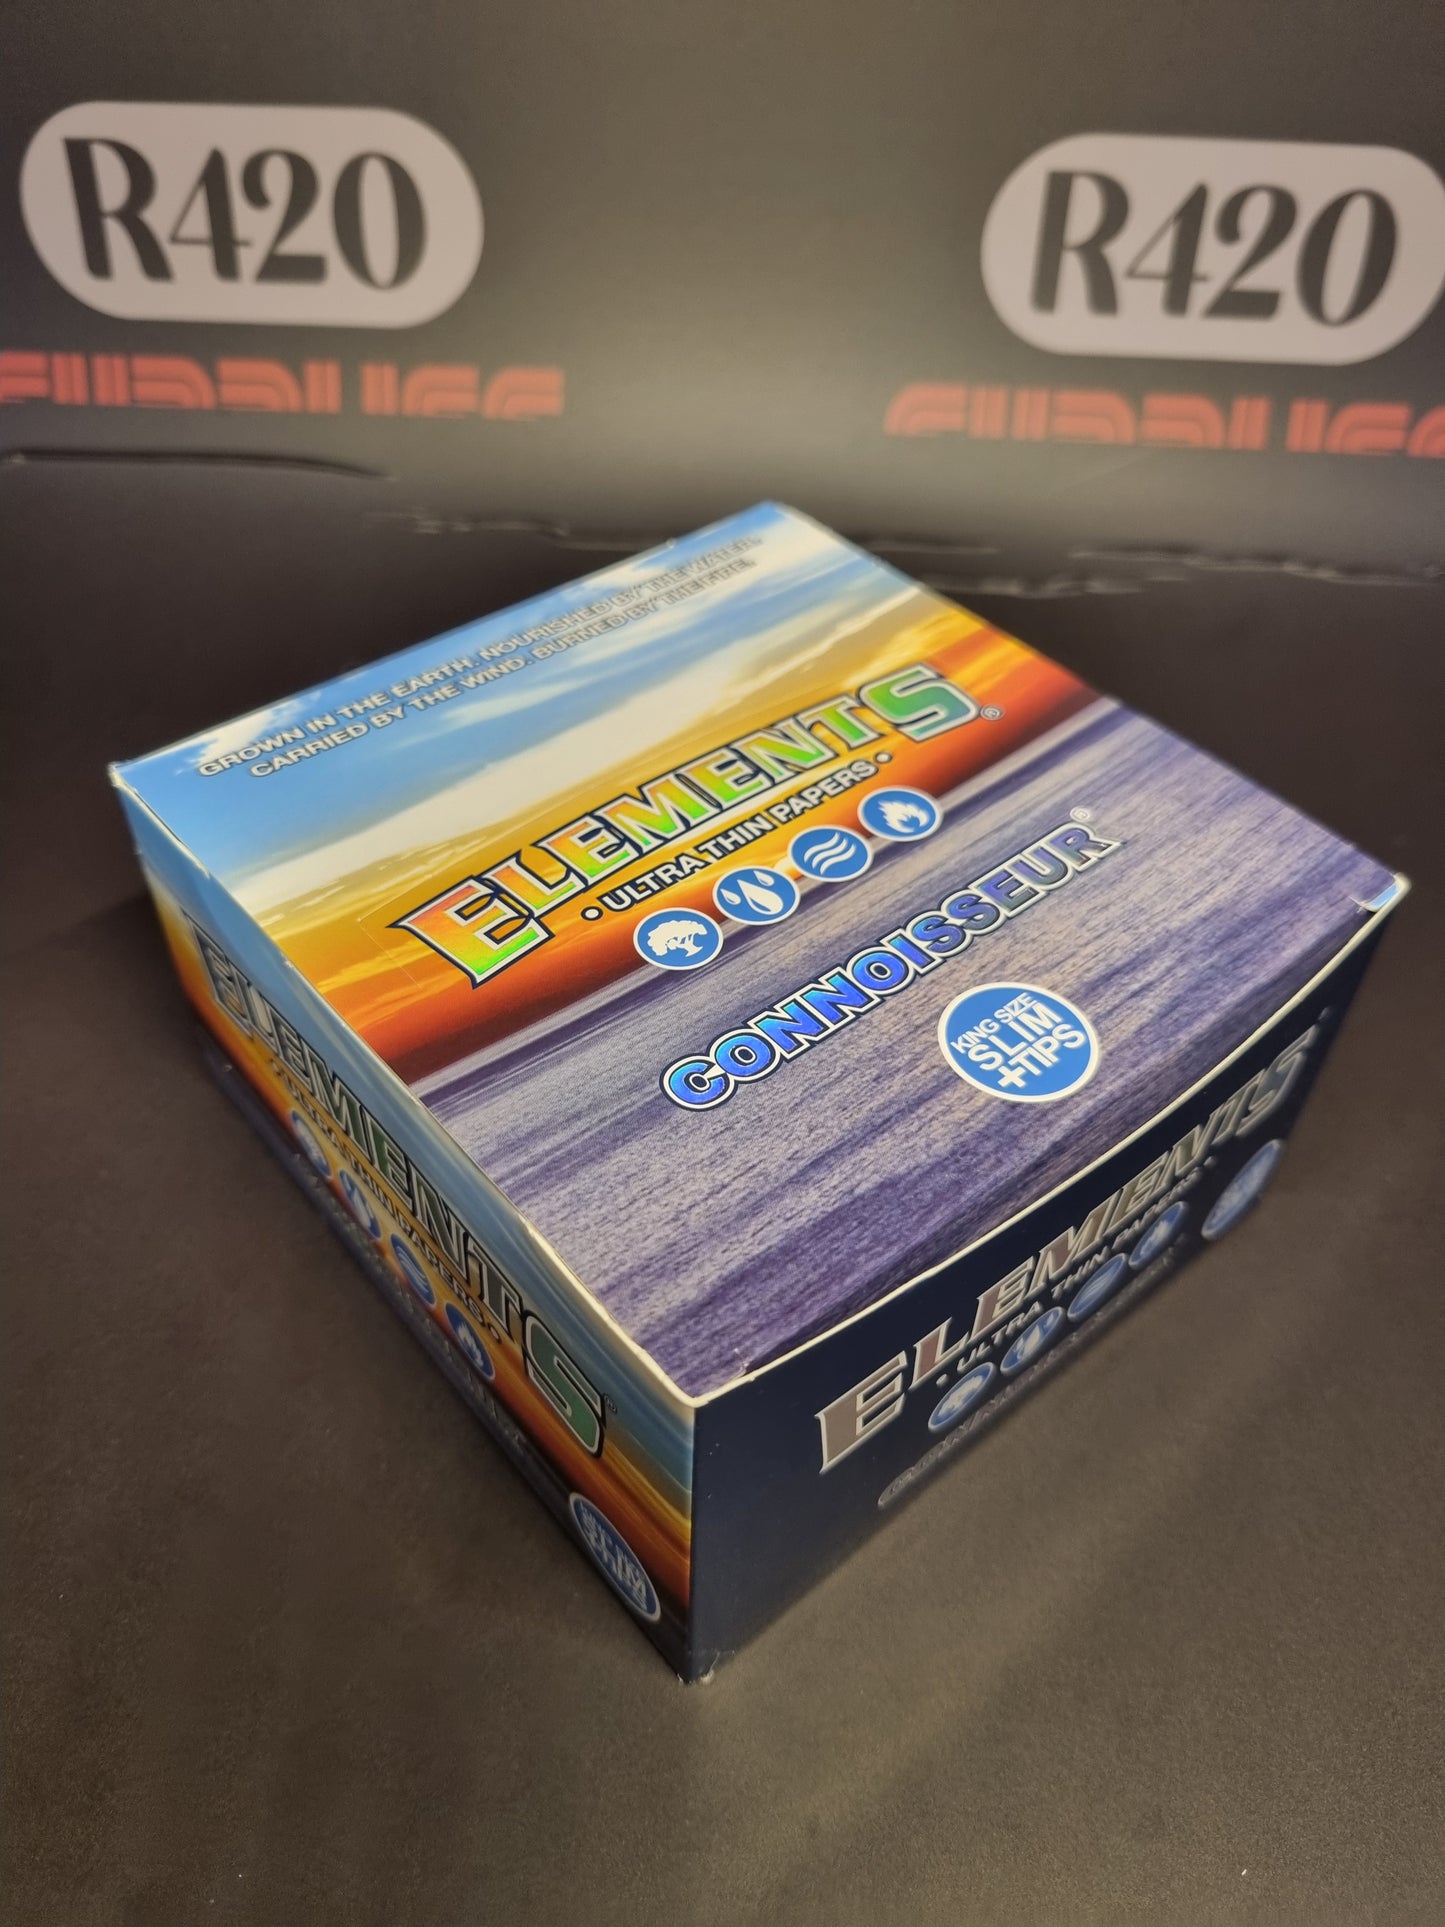 R420
R420
GROWN IN THE EARTH. NOURISHED BY THE WATER.
CARRIED BY THE WIND. BURNED BY THE FIRE.
ELEMENTS®
• ULTRA THIN PAPERS •
CONNOISSEUR®
KING SIZE
SLIM
+TIPS
ELEMENTS®
• ULTRA THIN PAPERS •
SLIM
ELEMENTS
• ULTRA THIN PAPERS •